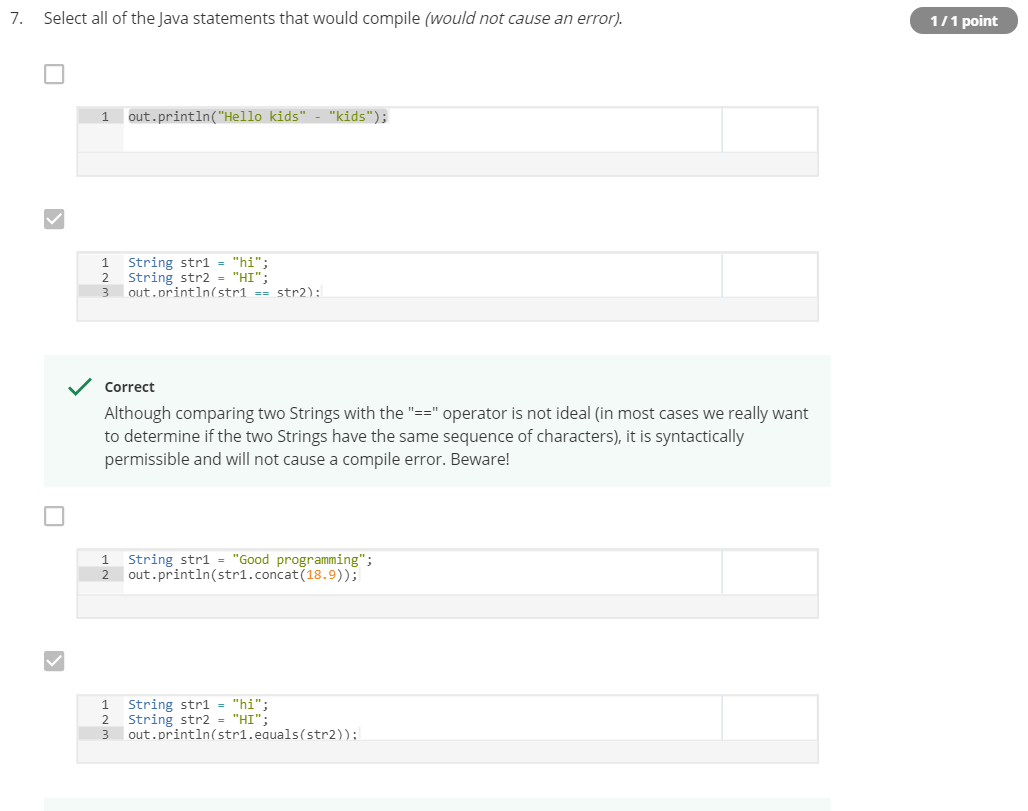 7. Select all of the Java statements that would compile (would not cause an error).
1 / 1 point
1 out.println("Hello kids" - "kids");
1 String str1 = "hi";
2 String str2 = "HI";
3 out.println(str1 == str2);
Correct
Although comparing two Strings with the "==" operator is not ideal (in most cases we really want
to determine if the two Strings have the same sequence of characters), it is syntactically
permissible and will not cause a compile error. Beware!
1 String str1 = "Good programming";
2 out.println(str1.concat(18.9));
1 String str1 = "hi";
2 String str2 = "HI";
3 out.println(str1.equals(str2));